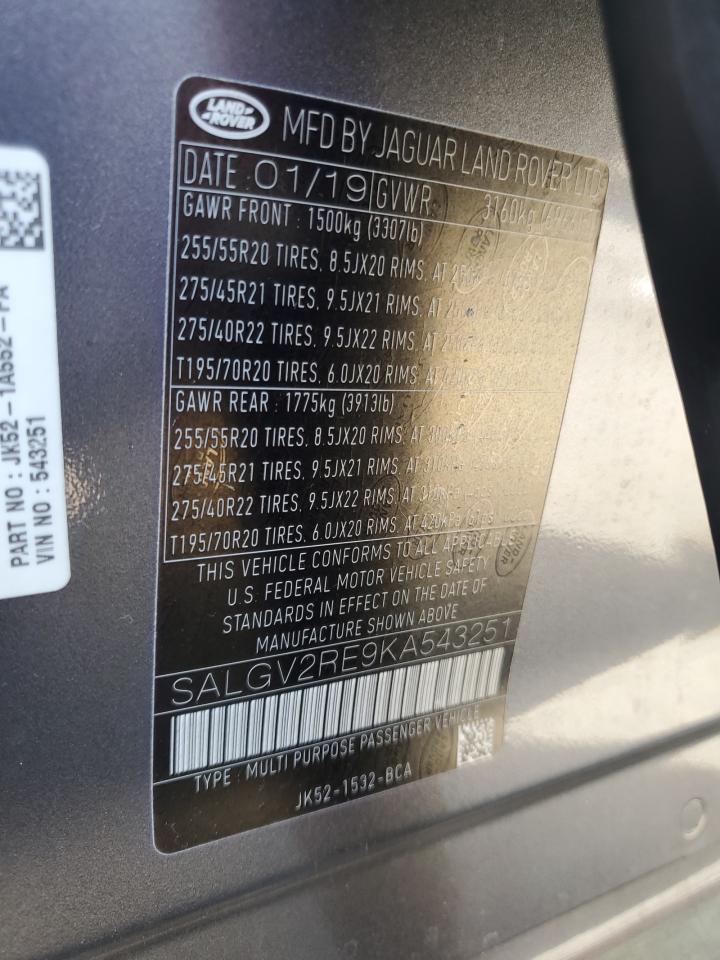 LAND
ROVER
MFD BY JAGUAR LAND ROVER LTD
DATE 01/19 GVWR 3160kg
GAWR FRONT : 1500kg (3307lb)
255/55R20 TIRES, 8.5JX20 RIMS, AT
275/45R21 TIRES, 9.5JX21 RIMS, AT
275/40R22 TIRES, 9.5JX22 RIMS, AT
T195/70R20 TIRES, 6.0JX20 RIMS, AT
GAWR REAR : 1775kg (3913lb)
255/55R20 TIRES, 8.5JX20 RIMS, AT
275/45R21 TIRES, 9.5JX21 RIMS, AT
275/40R22 TIRES, 9.5JX22 RIMS, AT
T195/70R20 TIRES, 6.0JX20 RIMS, AT 420kPa
THIS VEHICLE CONFORMS TO ALL APPLICABLE
U.S. FEDERAL MOTOR VEHICLE SAFETY
STANDARDS IN EFFECT ON THE DATE OF
MANUFACTURE SHOWN ABOVE
SALGV2RE9KA543251
TYPE : MULTI PURPOSE PASSENGER VEHICLE
JK52-1532-BCA
PART NO : JK52-1A552-FA
VIN NO : 543251